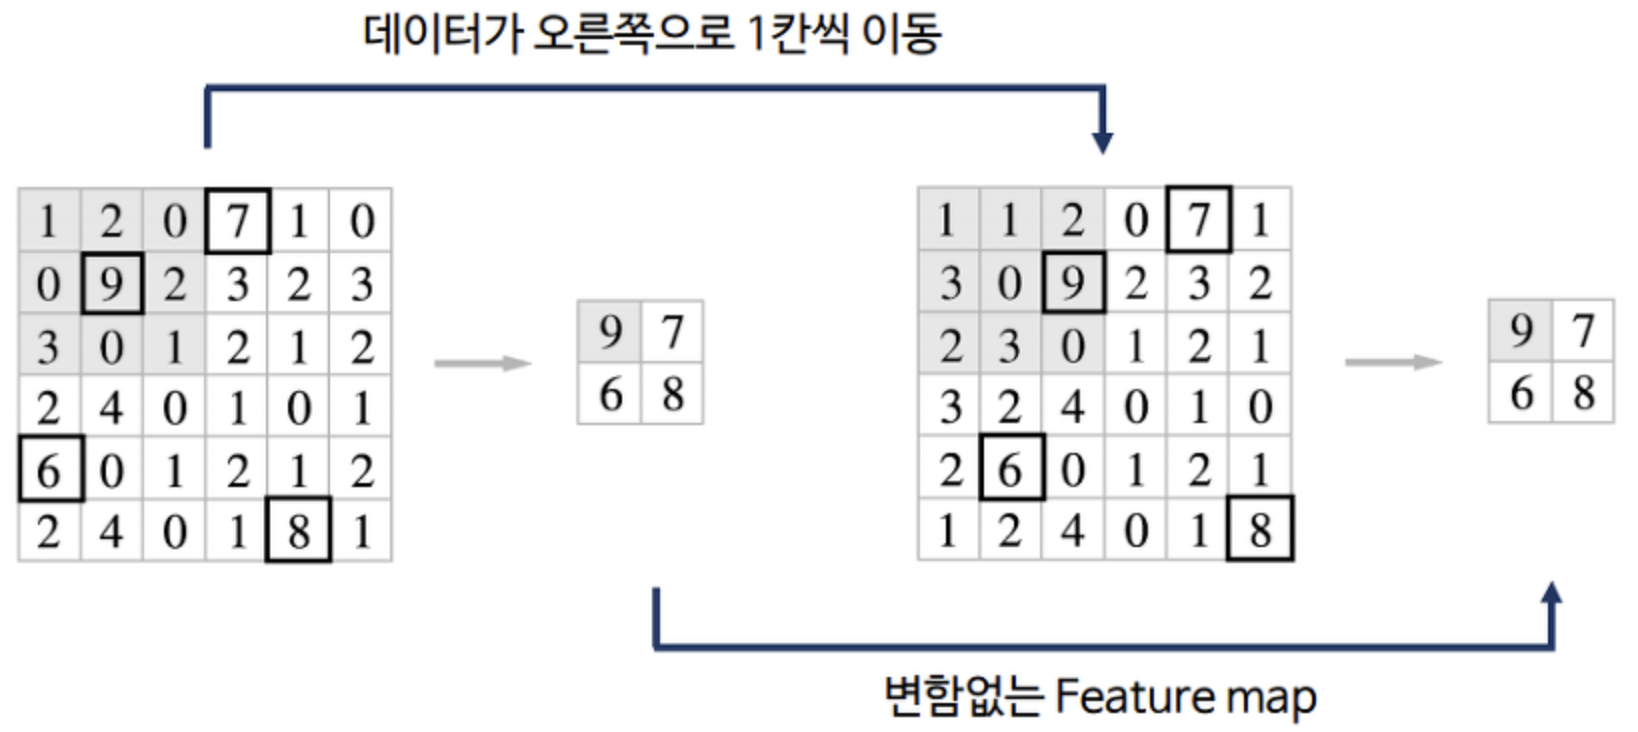 데이터가 오른쪽으로 1칸씩 이동
1 2 0 7 1 0
0 9 2 3 2 3
3 0 1 2 1 2
2 4 0 1 0 1
6 0 1 2 1 2
2 4 0 1 8 1
9 7
6 8
1 1 2 0 7 1
3 0 9 2 3 2
2 3 0 1 2 1
3 2 4 0 1 0
2 6 0 1 2 1
1 2 4 0 1 8
9 7
6 8
변함없는 Feature map